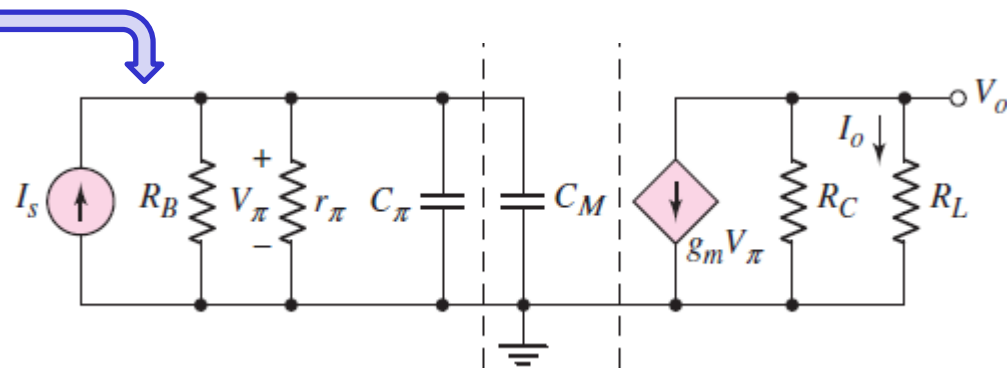 I_s
R_B
+
V_π
−
r_π
C_π
C_M
g_mV_π
R_C
I_o
R_L
V_o